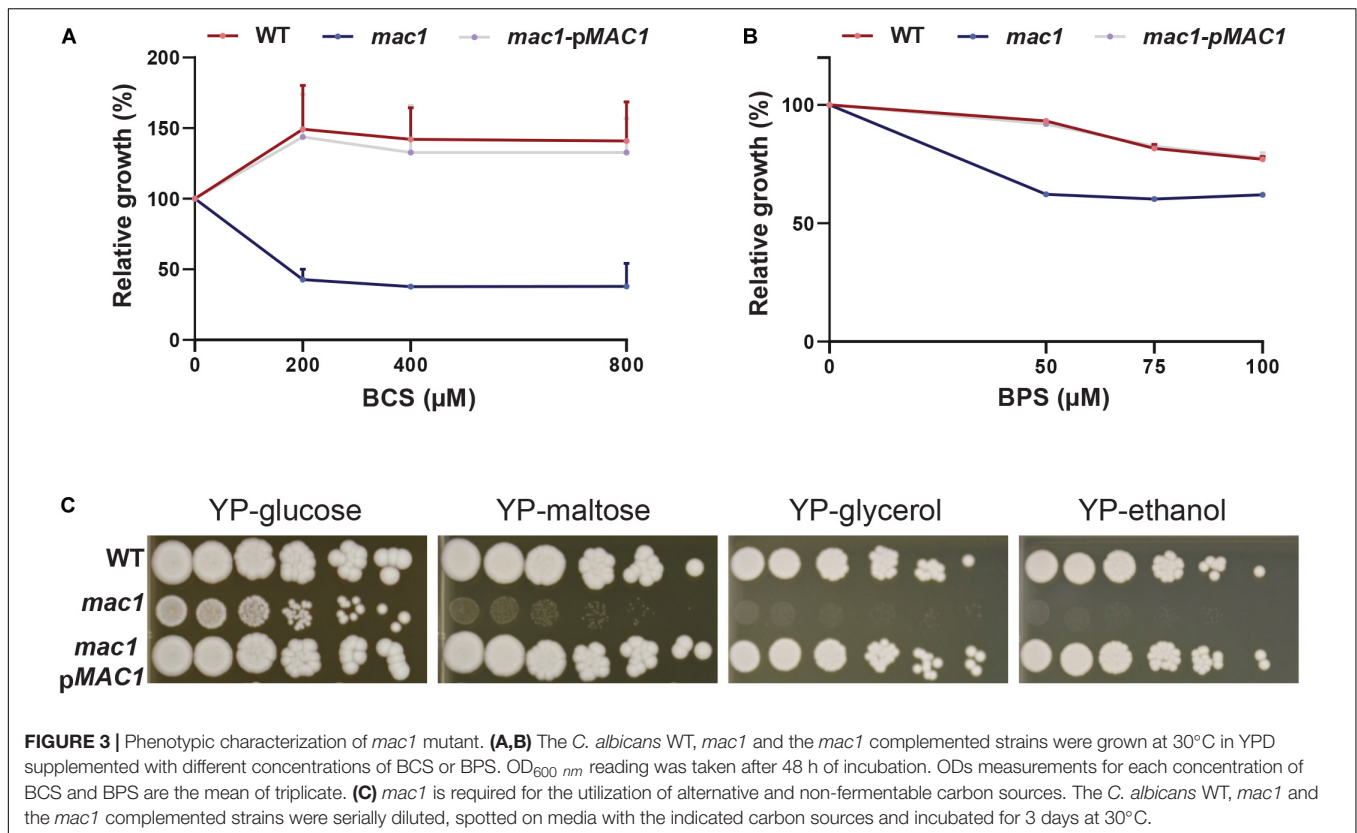 A
WT mac1 mac1-pMAC1
Relative growth (%)
200
150
100
50
0
0 200 400 800
BCS (µM)
B
WT mac1 mac1-pMAC1
Relative growth (%)
100
50
0
0 50 75 100
BPS (µM)
C
YP-glucose YP-maltose YP-glycerol YP-ethanol
WT
mac1
mac1
pMAC1
FIGURE 3 | Phenotypic characterization of mac1 mutant. (A,B) The C. albicans WT, mac1 and the mac1 complemented strains were grown at 30°C in YPD
supplemented with different concentrations of BCS or BPS. OD600 nm reading was taken after 48 h of incubation. ODs measurements for each concentration of
BCS and BPS are the mean of triplicate. (C) mac1 is required for the utilization of alternative and non-fermentable carbon sources. The C. albicans WT, mac1 and
the mac1 complemented strains were serially diluted, spotted on media with the indicated carbon sources and incubated for 3 days at 30°C.